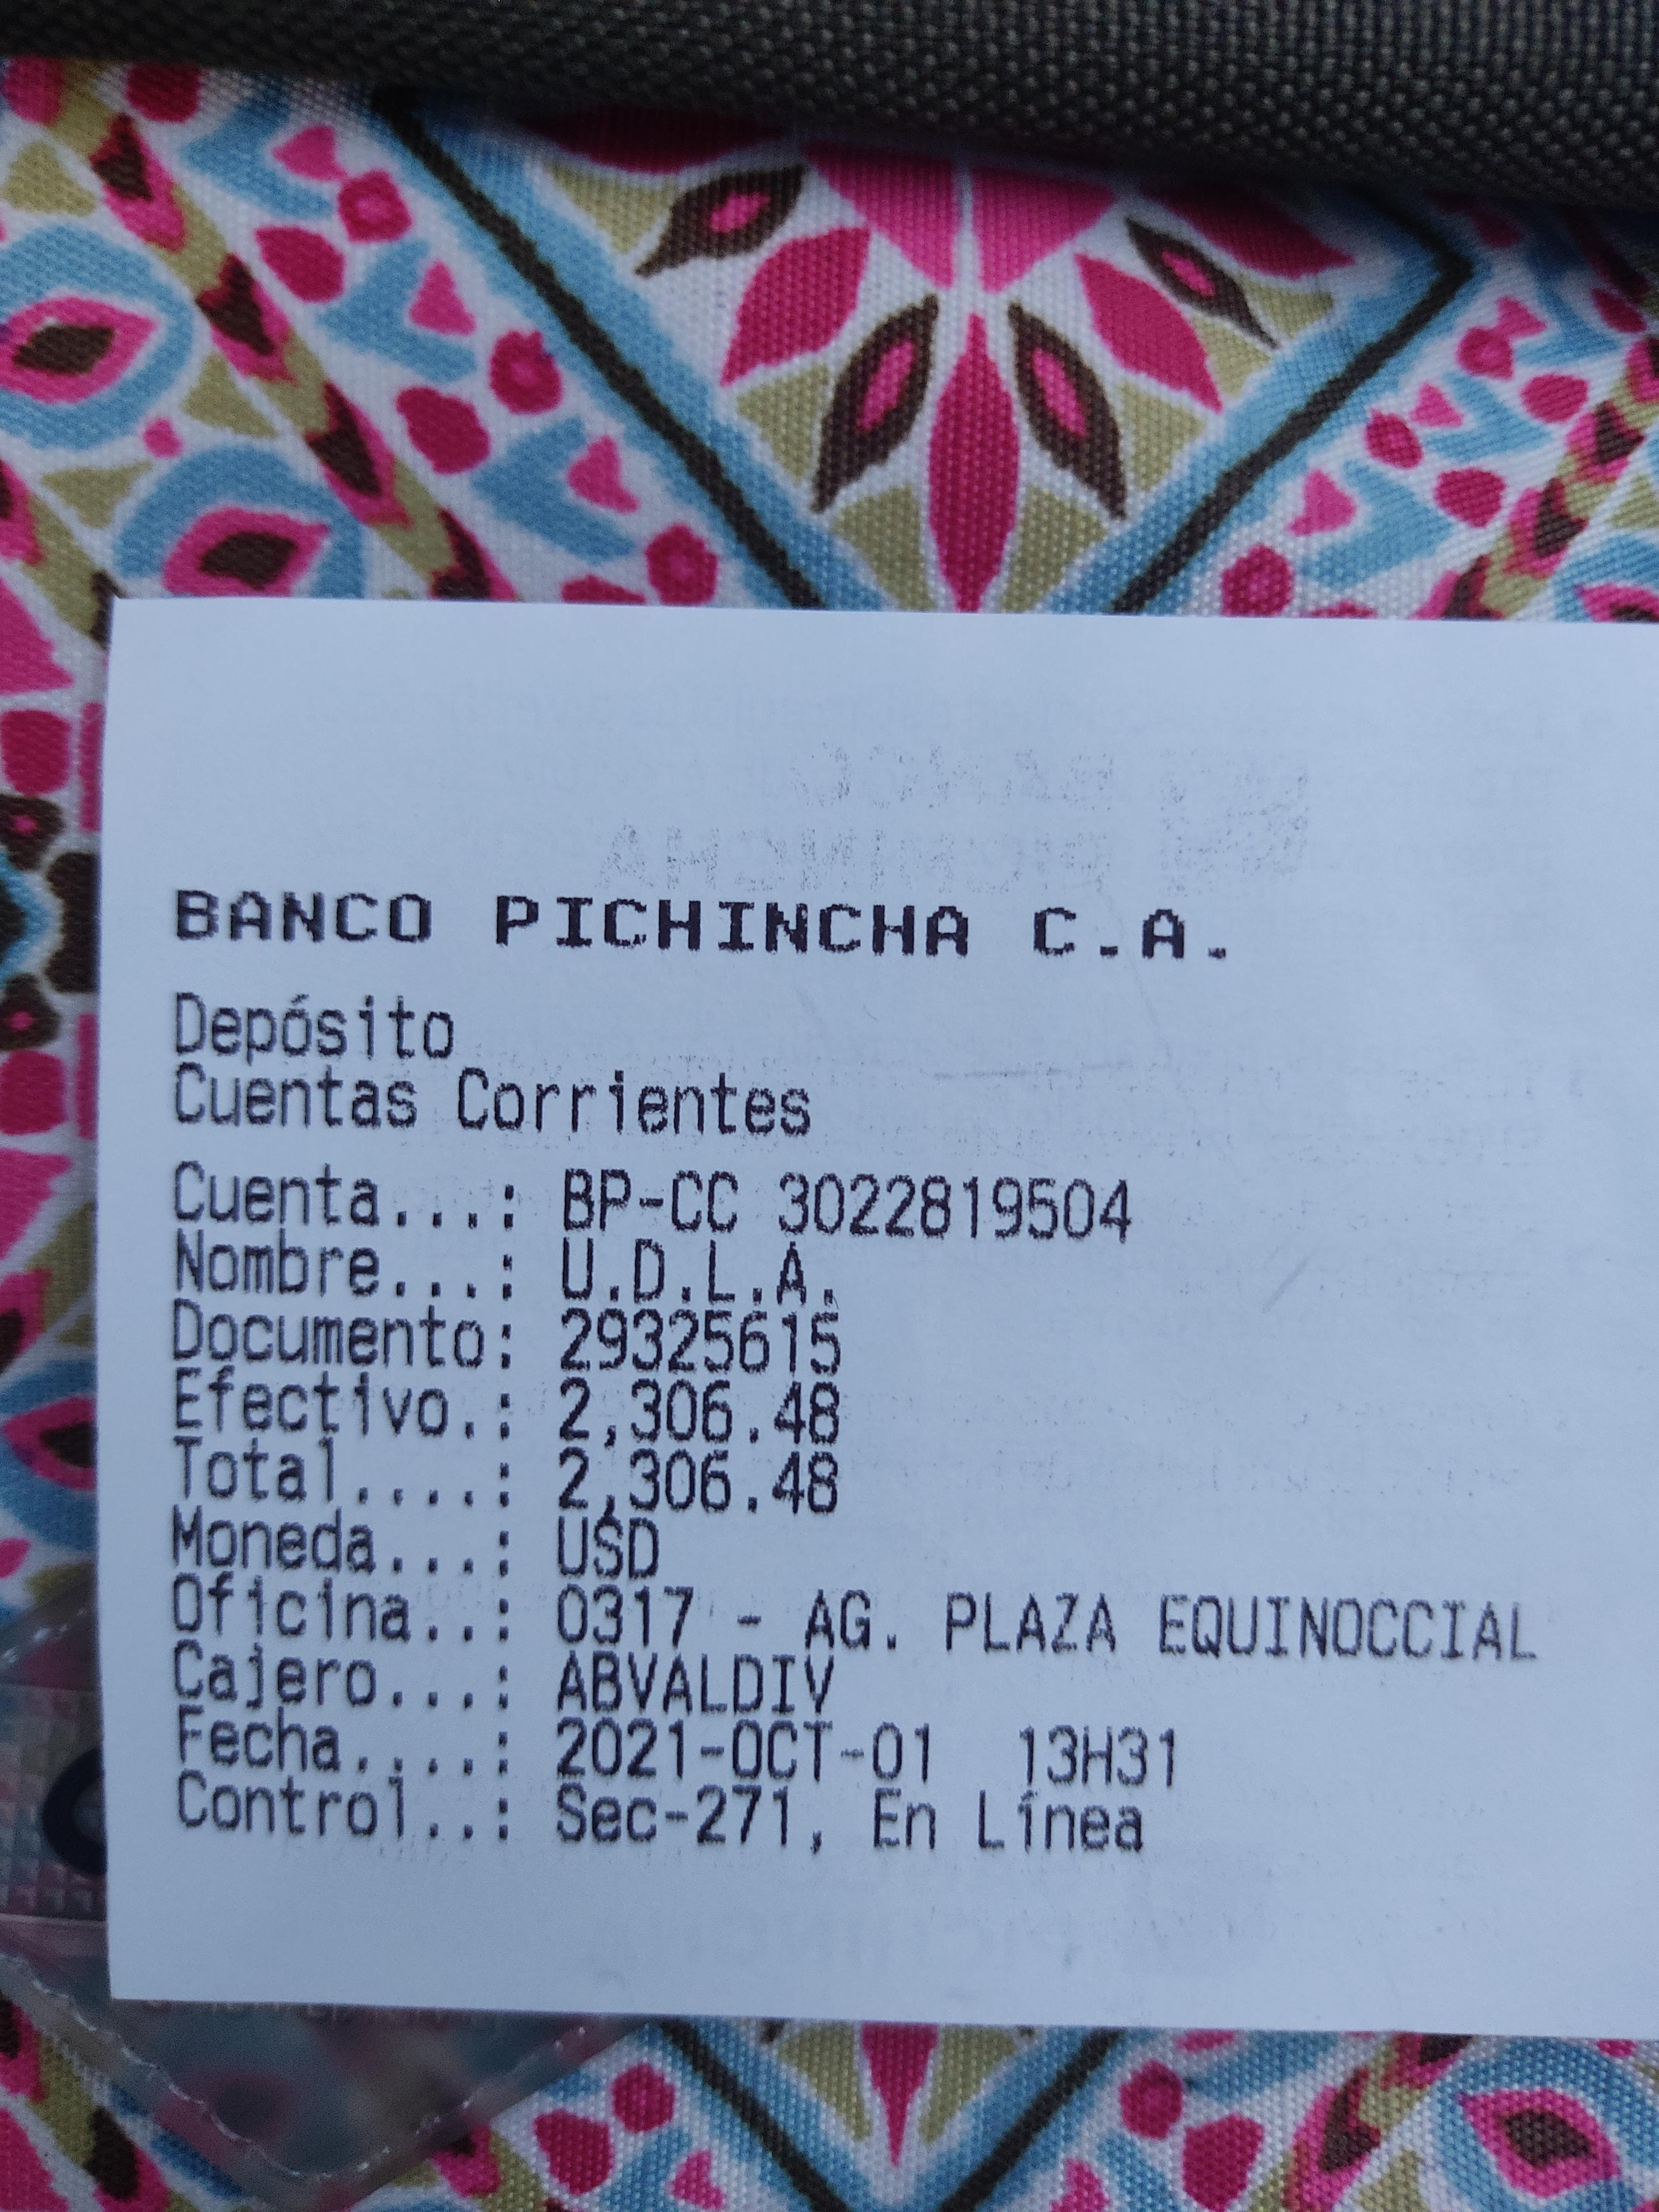 BANCO PICHINCHA C.A.
Depósito
Cuentas Corrientes
Cuenta...: BP-CC 3022819504
Nombre...: U.D.L.A.
Documento: 29325615
Efectivo.: 2,306.48
Total....: 2,306.48
Moneda...: USD
Oficina..: 0317 - AG. PLAZA EQUINOCCIAL
Cajero...: ABVALDIV
Fecha....: 2021-OCT-01 13H31
Control..: Sec-271, En Línea